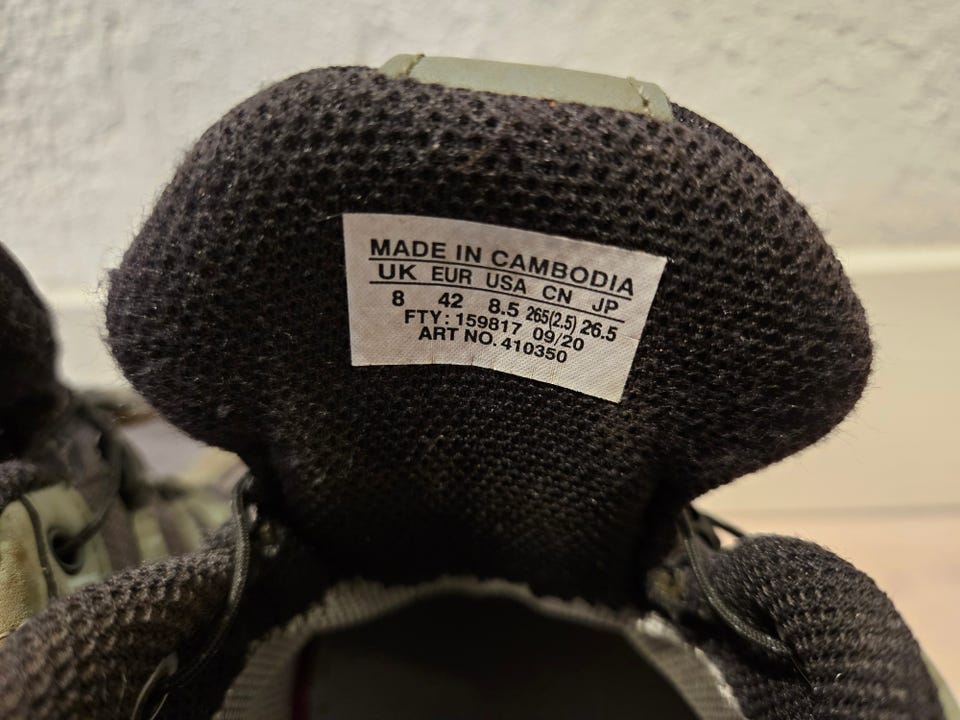 MADE IN CAMBODIA
UK EUR USA CN JP
8 42 8.5 265(2.5) 26.5
FTY: 159817 09/20
ART NO. 410350